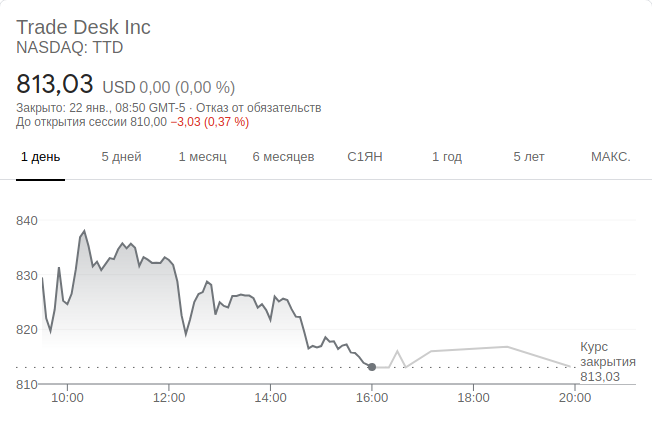 Trade Desk Inc
NASDAQ: TTD
813,03 USD 0,00 (0,00 %)
Закрыто: 22 янв., 08:50 GMT-5 · Отказ от обязательств
До открытия сессии 810,00 −3,03 (0,37 %)
1 день 5 дней 1 месяц 6 месяцев С1ЯН 1 год 5 лет МАКС.
840
830
820
810
Курс
закрытия
813,03
10:00 12:00 14:00 16:00 18:00 20:00